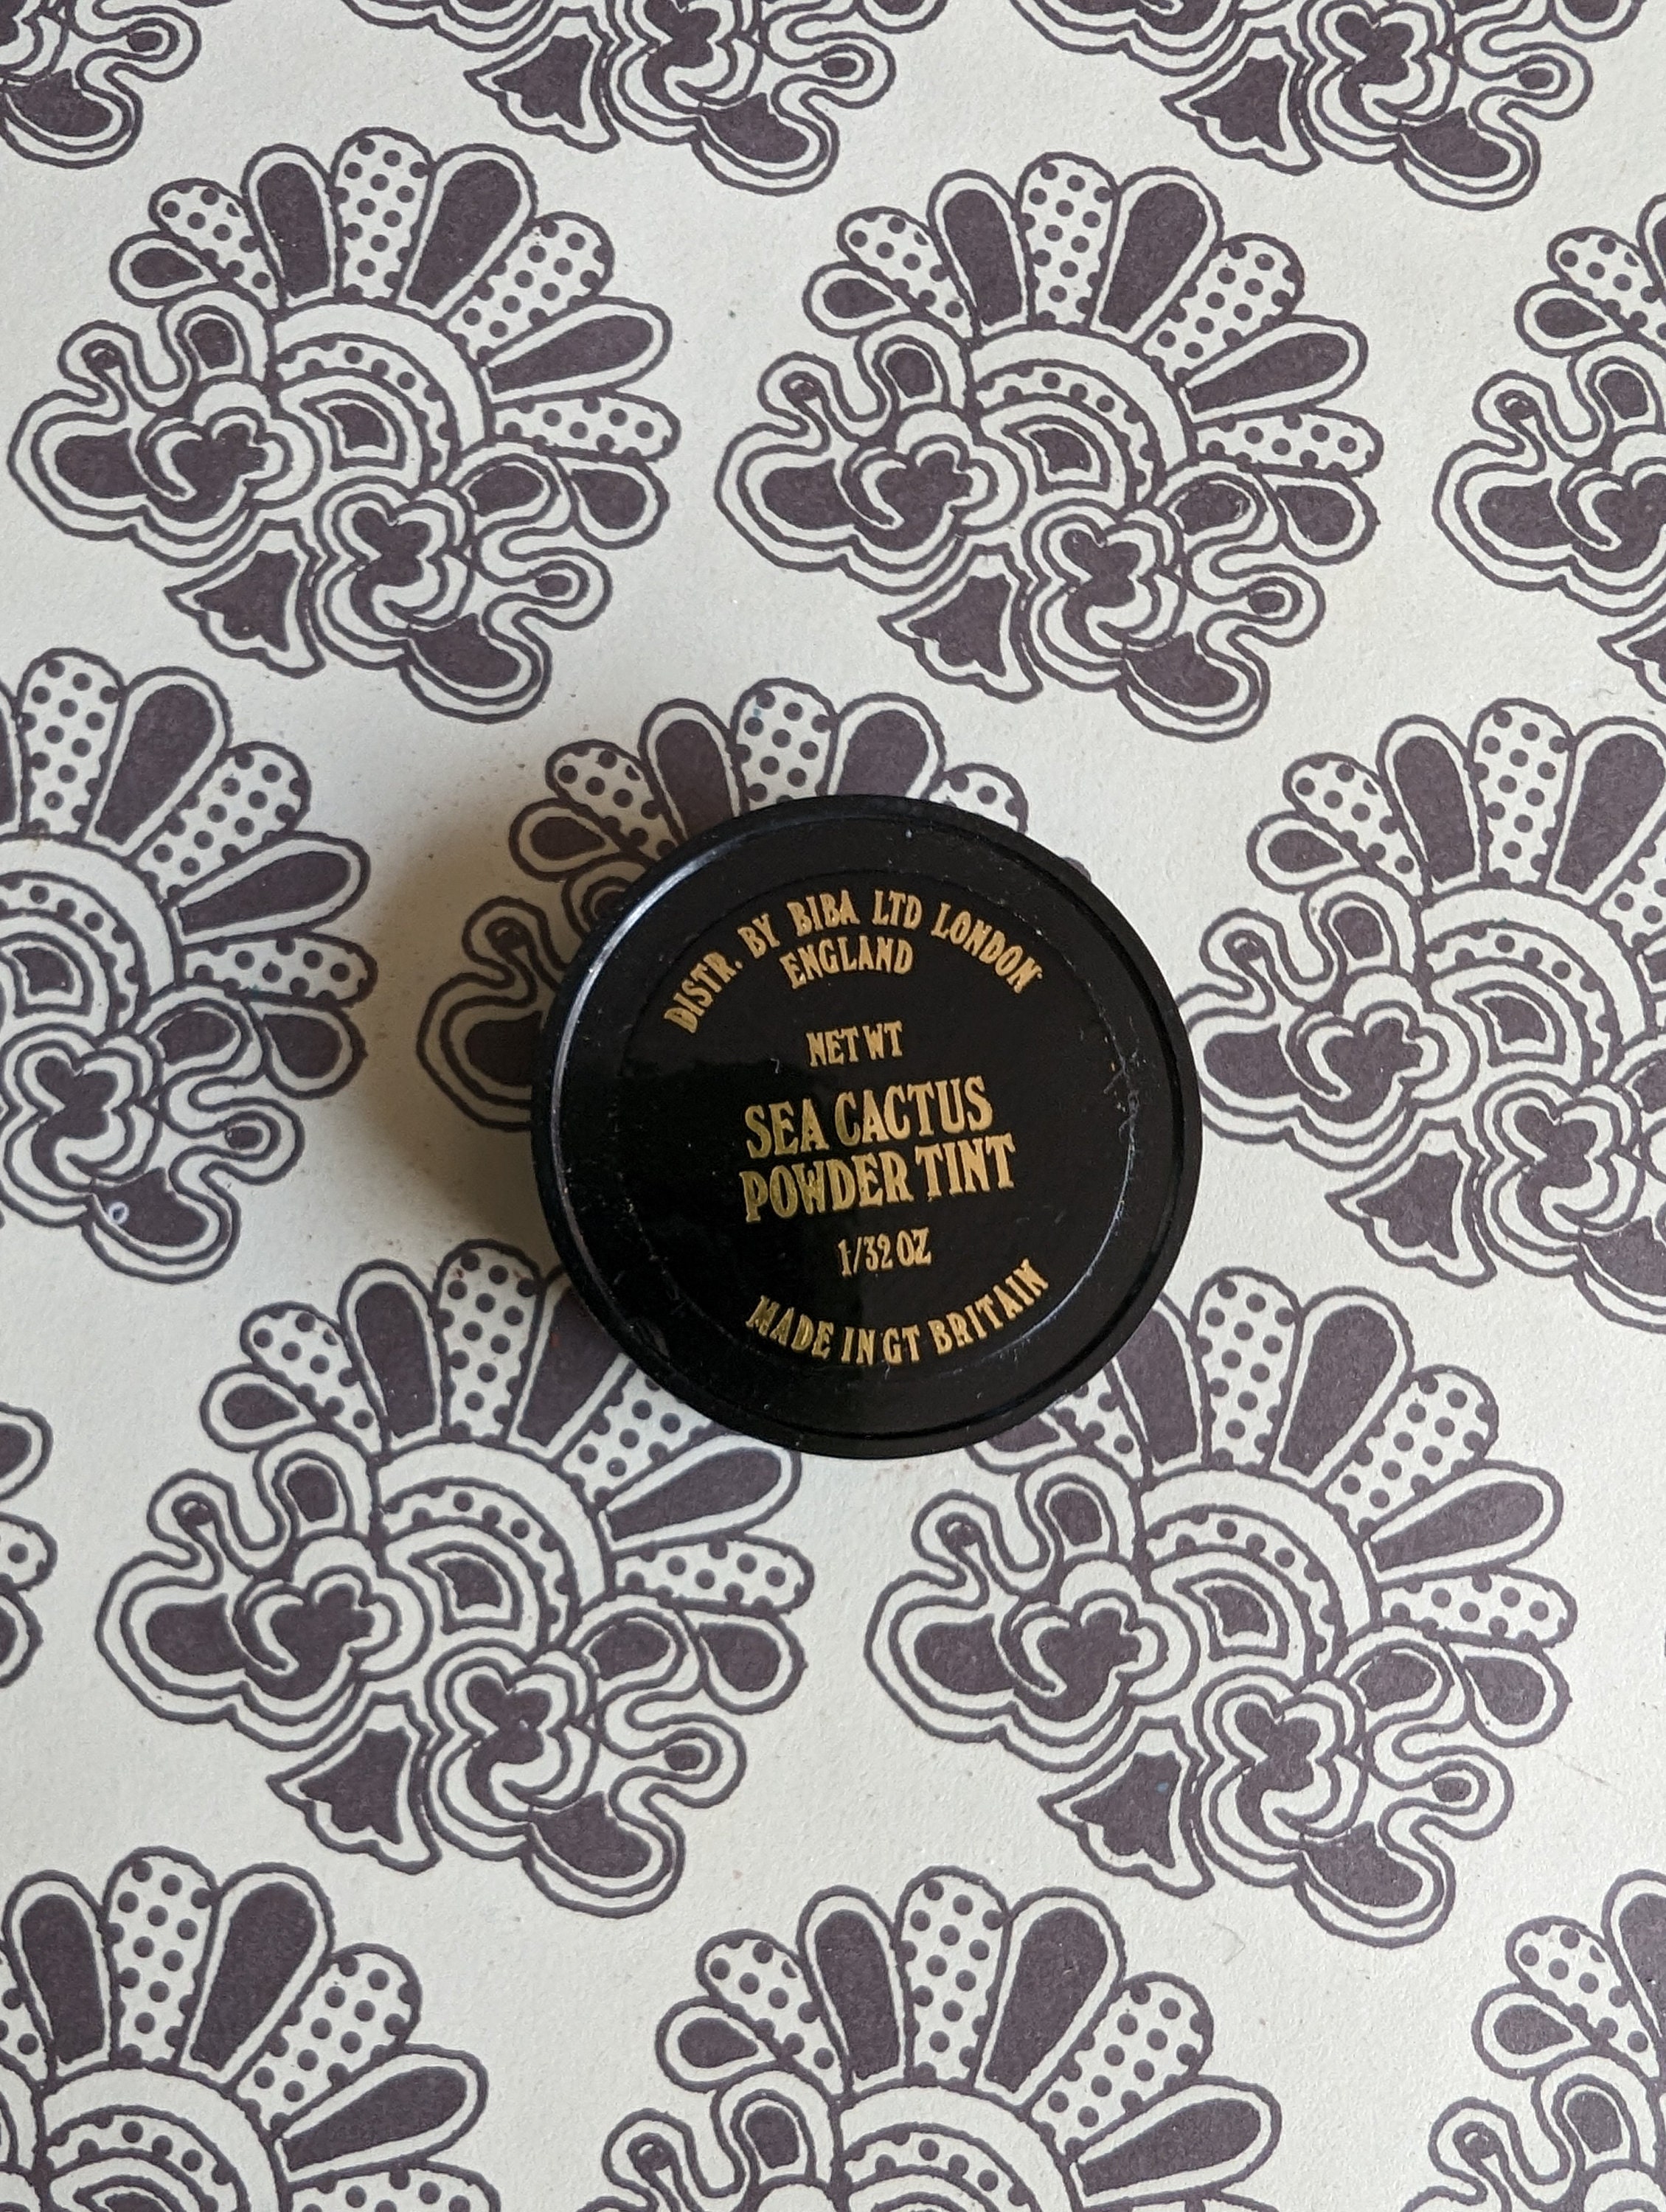 DISTR. BY BIBA LTD LONDON
ENGLAND
NET WT
SEA CACTUS
POWDER TINT
1/32 OZ
MADE IN GT BRITAIN